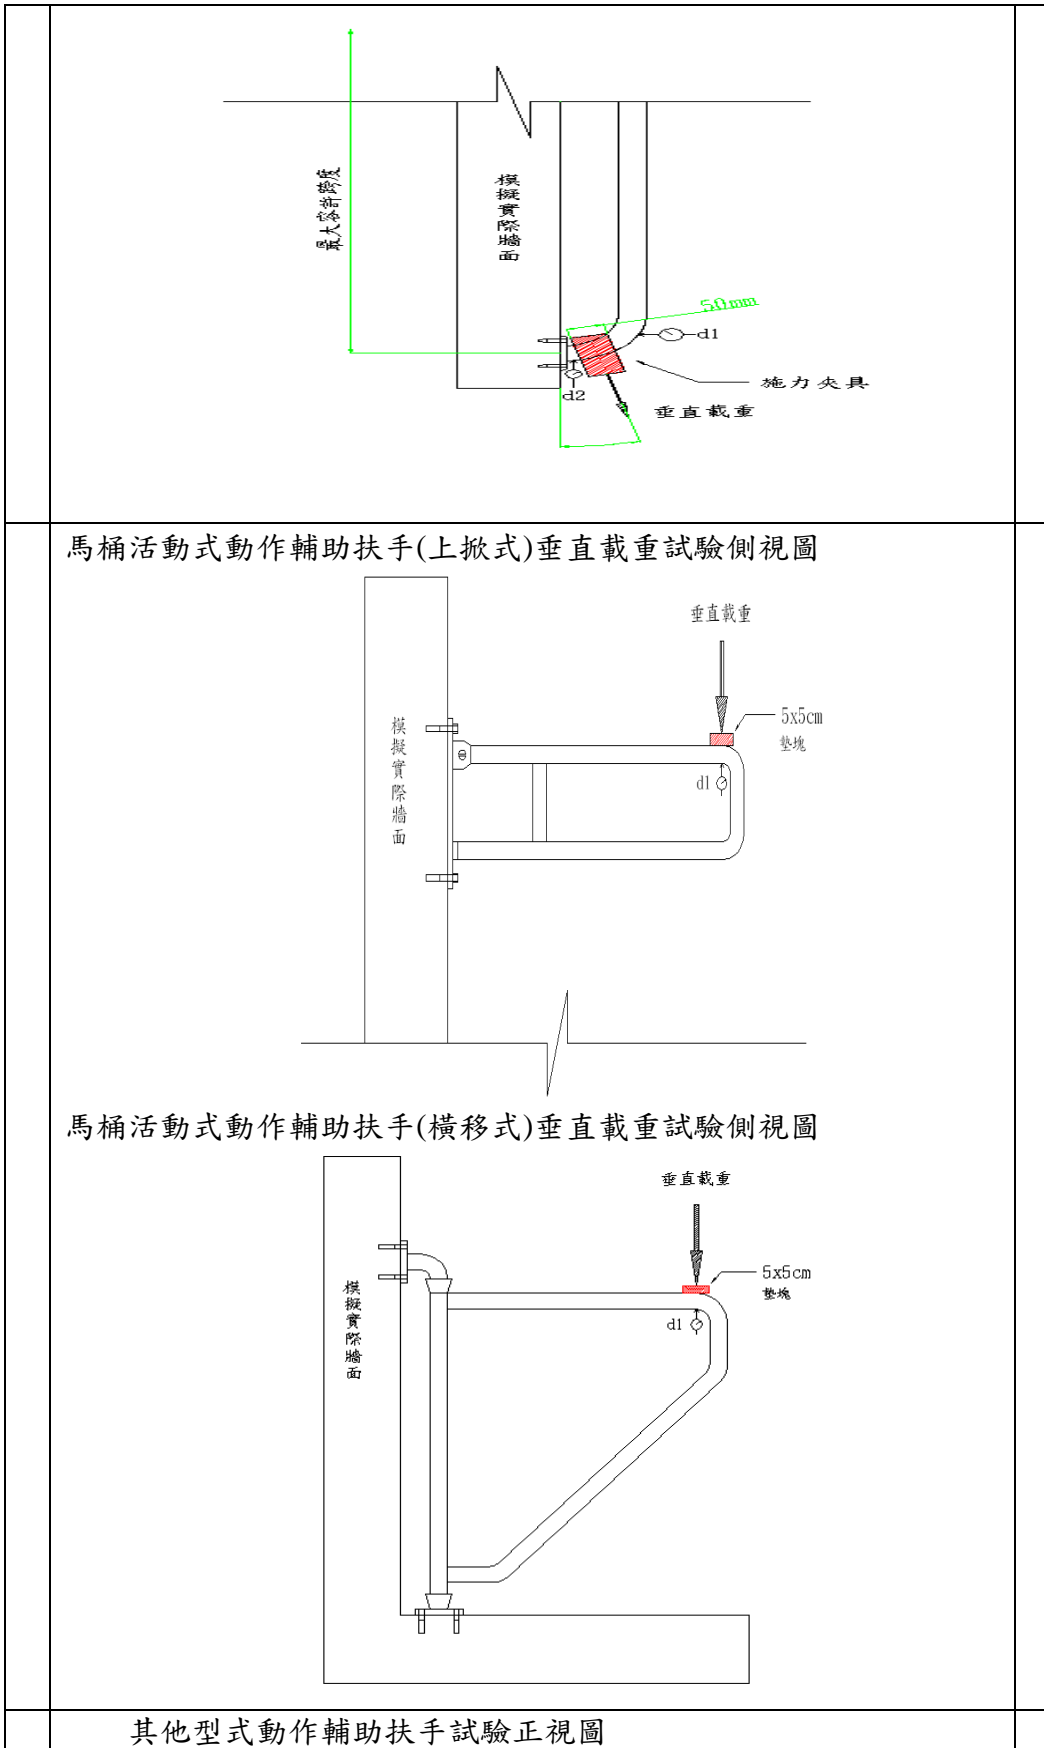 最大容許跨度
模擬實際牆面
50mm
d1
d2
施力夾具
垂直載重
馬桶活動式動作輔助扶手(上掀式)垂直載重試驗側視圖
垂直載重
5x5cm
墊塊
模擬實際牆面
d1
馬桶活動式動作輔助扶手(橫移式)垂直載重試驗側視圖
垂直載重
5x5cm
墊塊
模擬實際牆面
d1
其他型式動作輔助扶手試驗正視圖